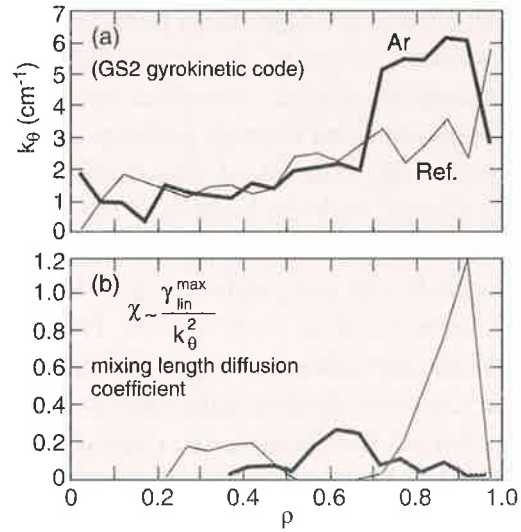 7
6
5
4
3
2
1
0
kθ (cm⁻¹)
(a)
(GS2 gyrokinetic code)
Ar
Ref.
1.2
1.0
0.8
0.6
0.4
0.2
0
(b)
χ ~ γ_lin^max / k_θ^2
mixing length diffusion
coefficient
0 0.2 0.4 0.6 0.8 1.0
ρ